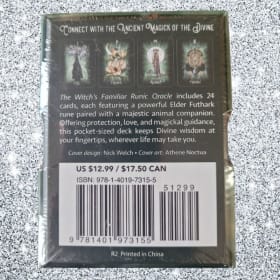 Connect with the Ancient Magick of the Divine
The Witch's Familiar Runic Oracle includes 24
cards, each featuring a powerful Elder Futhark
rune paired with a majestic animal companion.
Offering protection, love, and magickal guidance,
this pocket-sized deck keeps Divine wisdom at
your fingertips, wherever life may take you.
Cover design: Nick Welch • Cover art: Athene Noctua
US $12.99 / $17.50 CAN
ISBN: 978-1-4019-7315-5
51299
9 781401 973155
R2 Printed in China